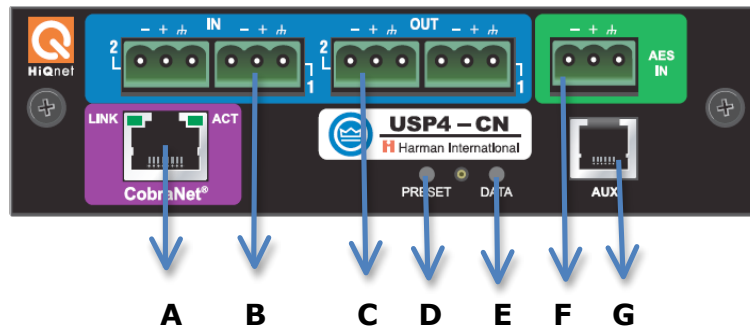 IN
OUT
2 - + - +
1
2 - + - +
1
- +
AES
IN
HiQnet
LINK
ACT
CobraNet®
USP4 – CN
H Harman International
PRESET
DATA
AUX
A B C D E F G